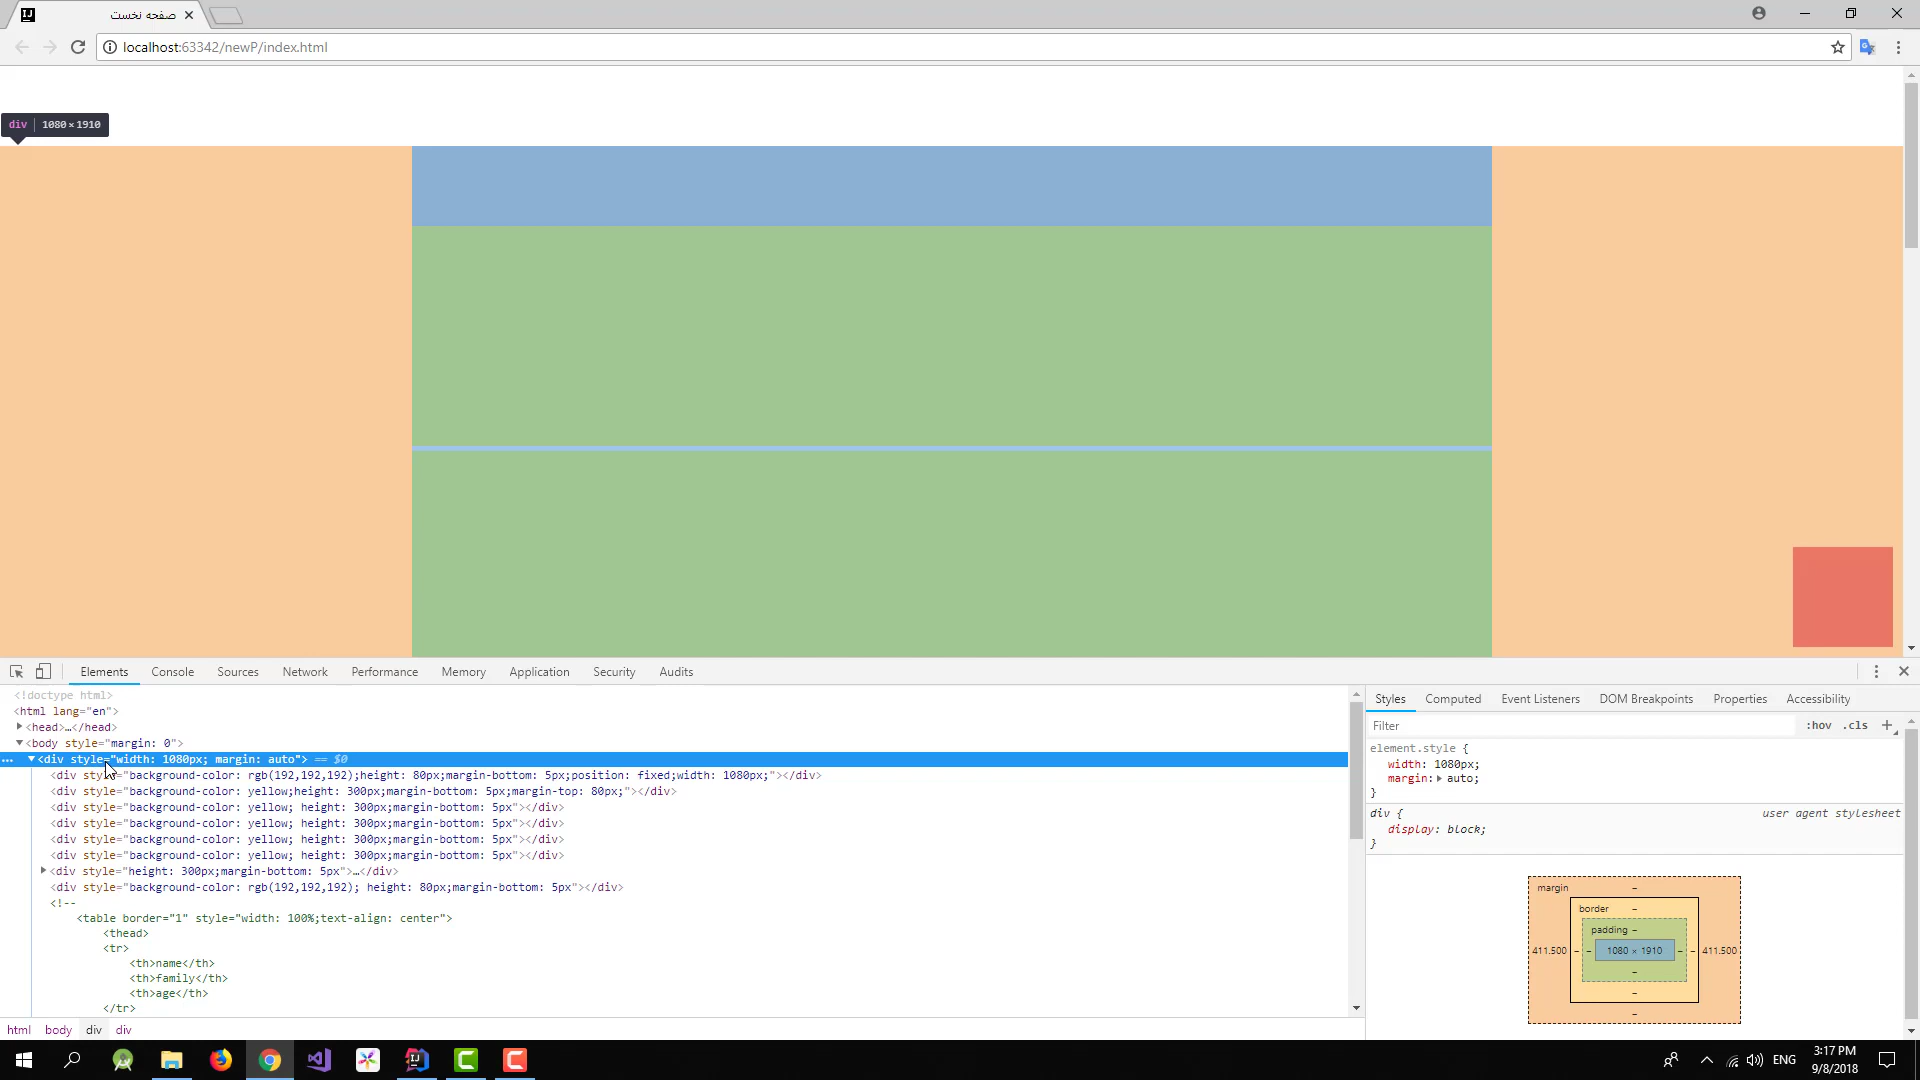 صفحه نخست
localhost:63342/newP/index.html
div 1080×1910
Elements Console Sources Network Performance Memory Application Security Audits
<!doctype html>
<html lang="en">
<head>…</head>
<body style="margin: 0">
<div style="width: 1080px; margin: auto"> == $0
<div style="background-color: rgb(192,192,192);height: 80px;margin-bottom: 5px;position: fixed;width: 1080px;"></div>
<div style="background-color: yellow;height: 300px;margin-bottom: 5px;margin-top: 80px;"></div>
<div style="background-color: yellow; height: 300px;margin-bottom: 5px"></div>
<div style="background-color: yellow; height: 300px;margin-bottom: 5px"></div>
<div style="background-color: yellow; height: 300px;margin-bottom: 5px"></div>
<div style="background-color: yellow; height: 300px;margin-bottom: 5px"></div>
<div style="height: 300px;margin-bottom: 5px">…</div>
<div style="background-color: rgb(192,192,192); height: 80px;margin-bottom: 5px"></div>
<!--
<table border="1" style="width: 100%;text-align: center">
<thead>
<tr>
<th>name</th>
<th>family</th>
<th>age</th>
</tr>
html body div div
Styles Computed Event Listeners DOM Breakpoints Properties Accessibility
Filter :hov .cls +
element.style {
width: 1080px;
margin: auto;
}
div { user agent stylesheet
display: block;
}
margin –
border –
padding –
411.500 – – 1080 × 1910 – – 411.500
–
–
–
ENG
3:17 PM
9/8/2018